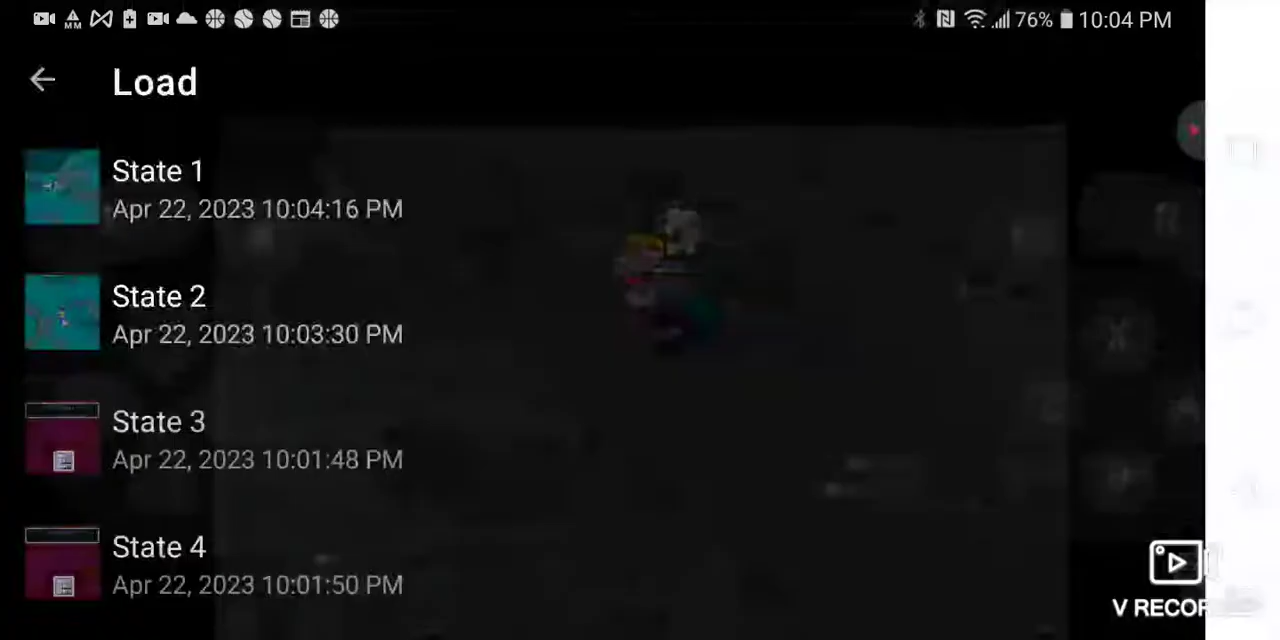 MM
76% 10:04 PM
Load
State 1
Apr 22, 2023 10:04:16 PM
State 2
Apr 22, 2023 10:03:30 PM
State 3
Apr 22, 2023 10:01:48 PM
State 4
Apr 22, 2023 10:01:50 PM
X
V RECOR